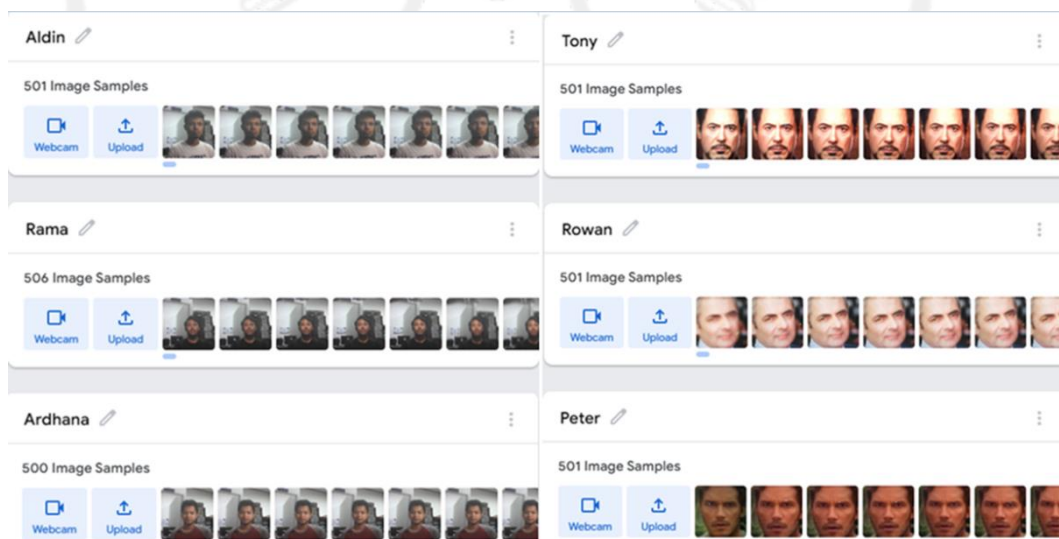 Aldin
501 Image Samples
Webcam
Upload
Rama
506 Image Samples
Webcam
Upload
Ardhana
500 Image Samples
Webcam
Upload
Tony
501 Image Samples
Webcam
Upload
Rowan
501 Image Samples
Webcam
Upload
Peter
501 Image Samples
Webcam
Upload